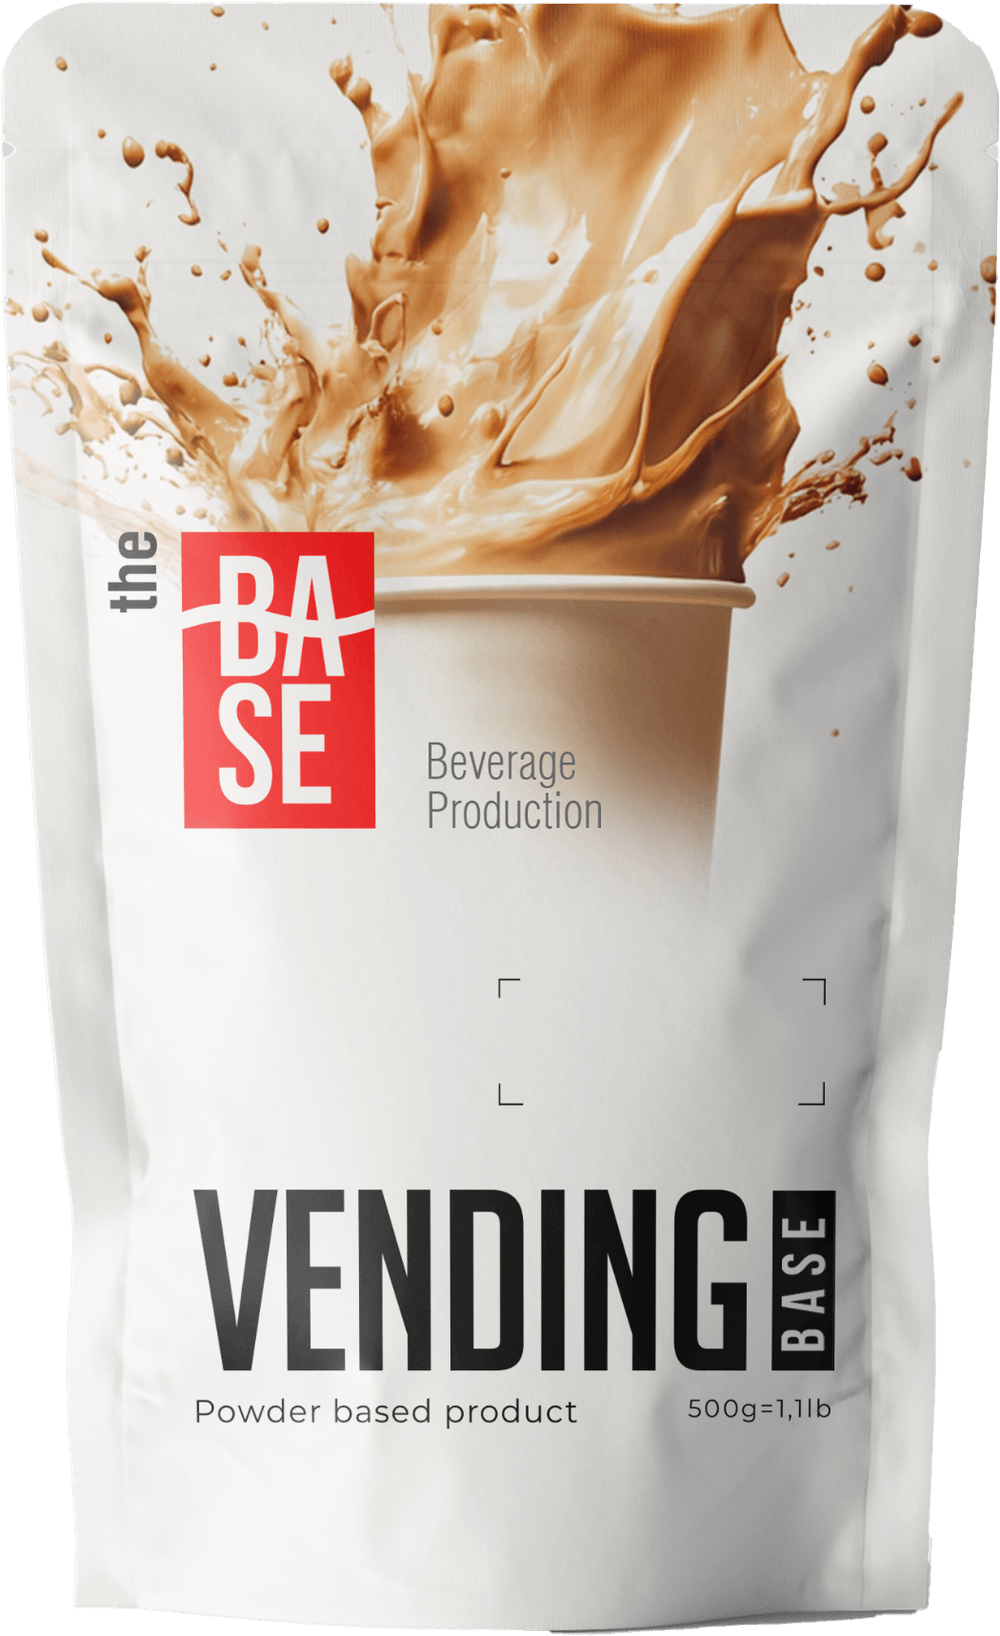 the
BA
SE
Beverage
Production
VENDING
BASE
Powder based product
500g=1,1lb